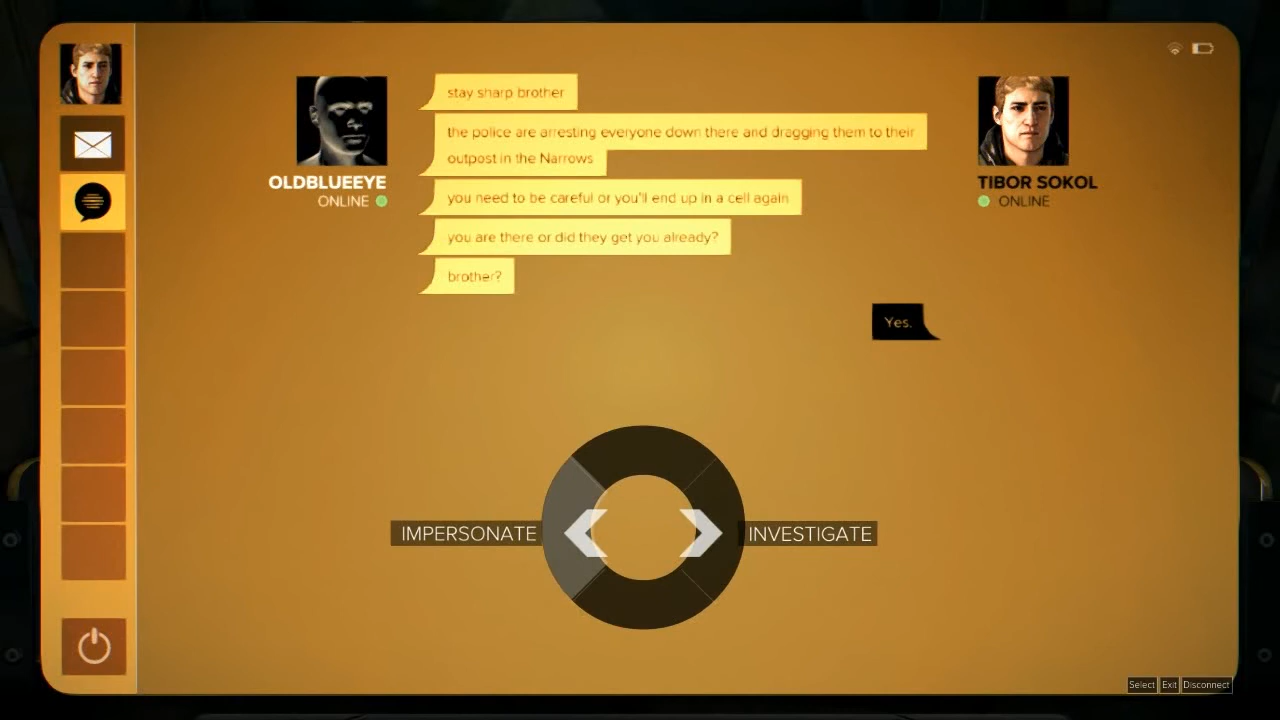 stay sharp brother
the police are arresting everyone down there and dragging them to their
outpost in the Narrows
OLDBLUEEYE
ONLINE
you need to be careful or you'll end up in a cell again
you are there or did they get you already?
brother?
TIBOR SOKOL
ONLINE
Yes.
IMPERSONATE
INVESTIGATE
Select Exit Disconnect